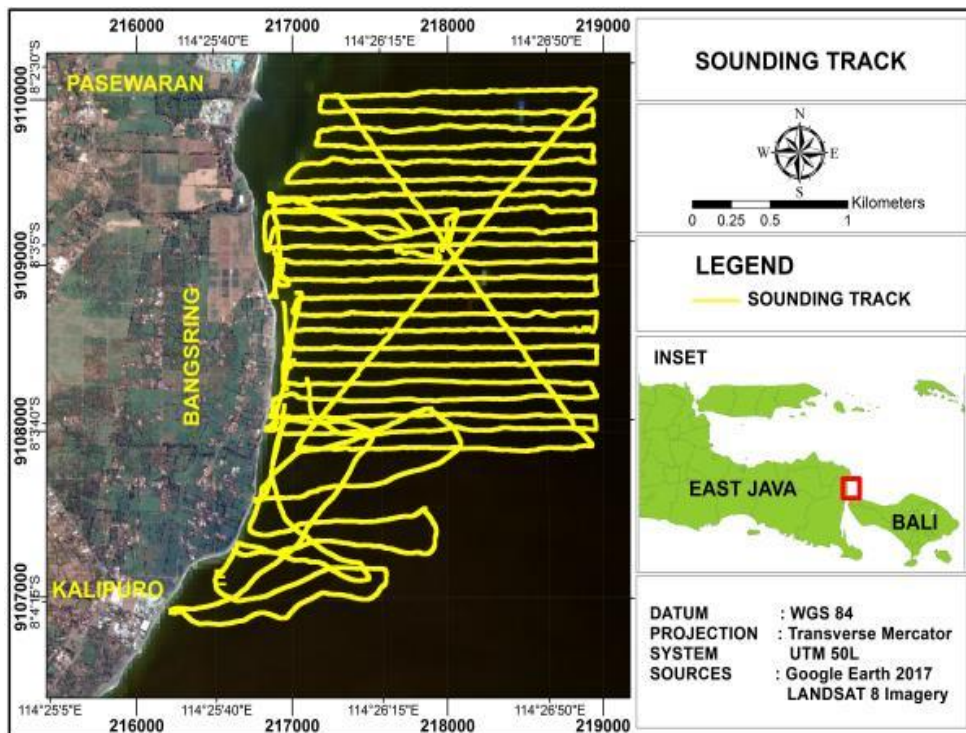 216000 217000 218000 219000
114°25'40"E 114°26'15"E 114°26'50"E
8°2'30"S
9110000
8°3'5"S
9109000
8°3'40"S
9108000
8°4'15"S
9107000
PASEWARAN
BANGSRING
KALIPURO
114°25'5"E 114°25'40"E 114°26'15"E 114°26'50"E
216000 217000 218000 219000
SOUNDING TRACK
N
W E
S
Kilometers
0 0.25 0.5 1
LEGEND
SOUNDING TRACK
INSET
EAST JAVA
BALI
DATUM : WGS 84
PROJECTION : Transverse Mercator
SYSTEM UTM 50L
SOURCES : Google Earth 2017
LANDSAT 8 Imagery